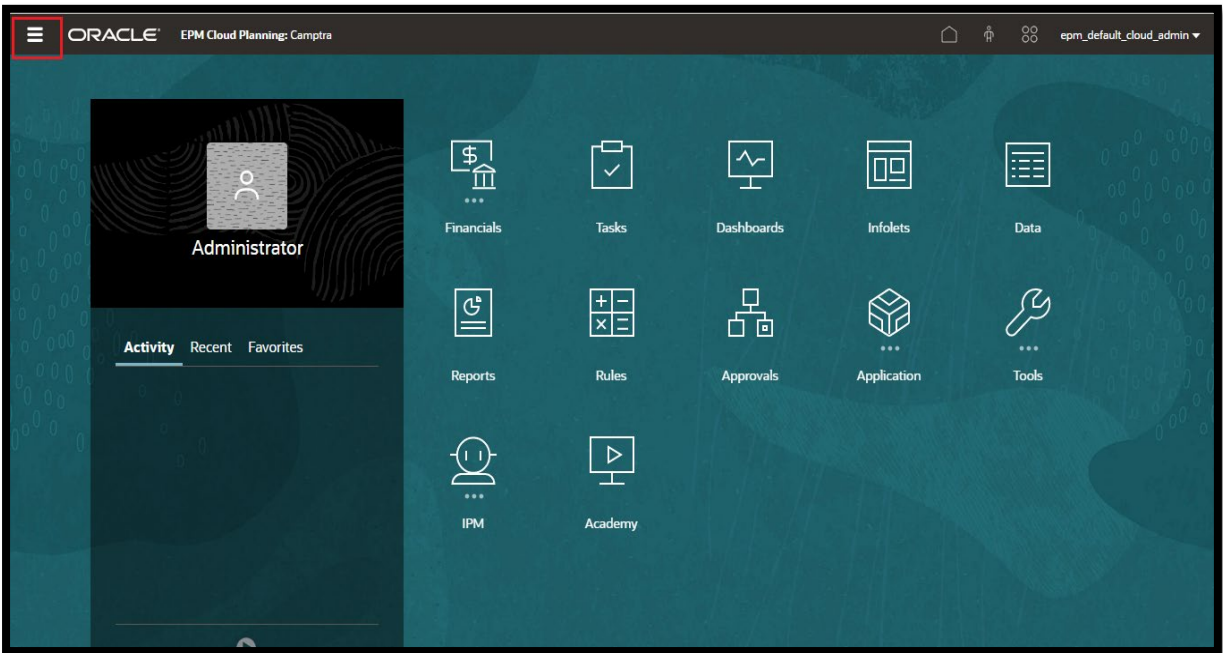 ORACLE® EPM Cloud Planning: Camptra
epm_default_cloud_admin
Administrator
Activity Recent Favorites
Financials Tasks Dashboards Infolets Data
Reports Rules Approvals Application Tools
IPM Academy